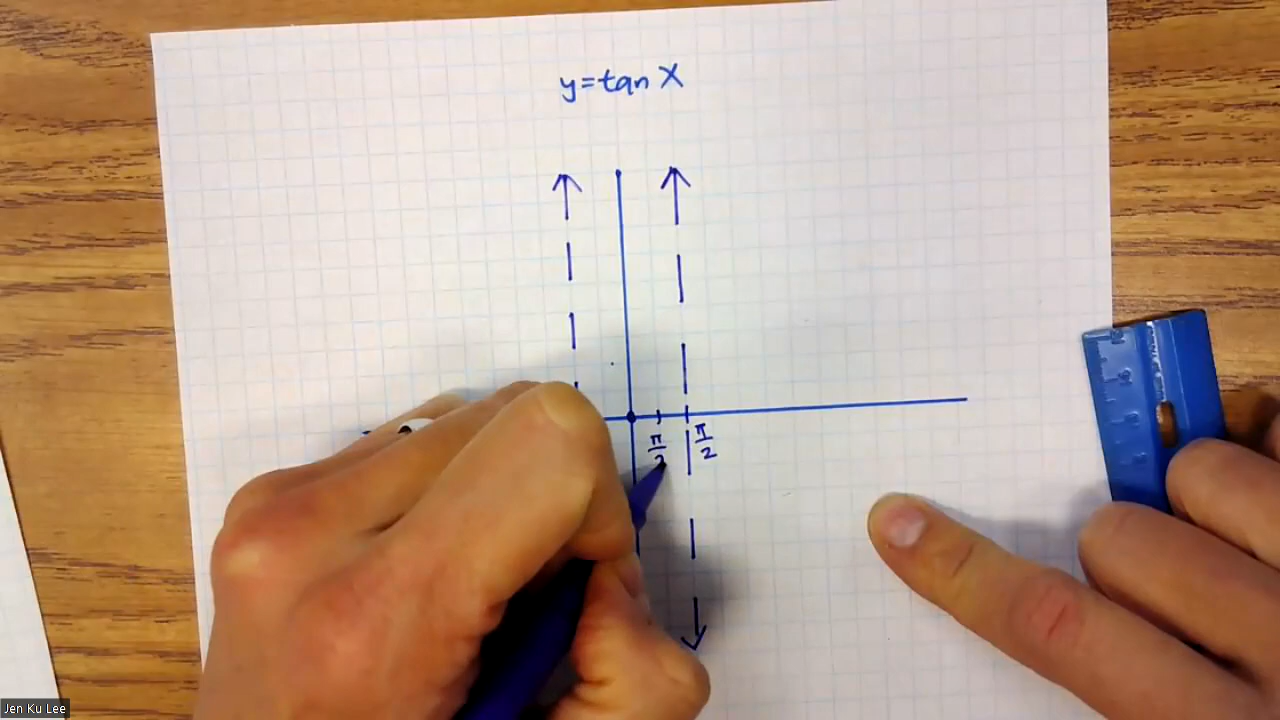 y=tan X
π/2 π/2
Jen Ku Lee